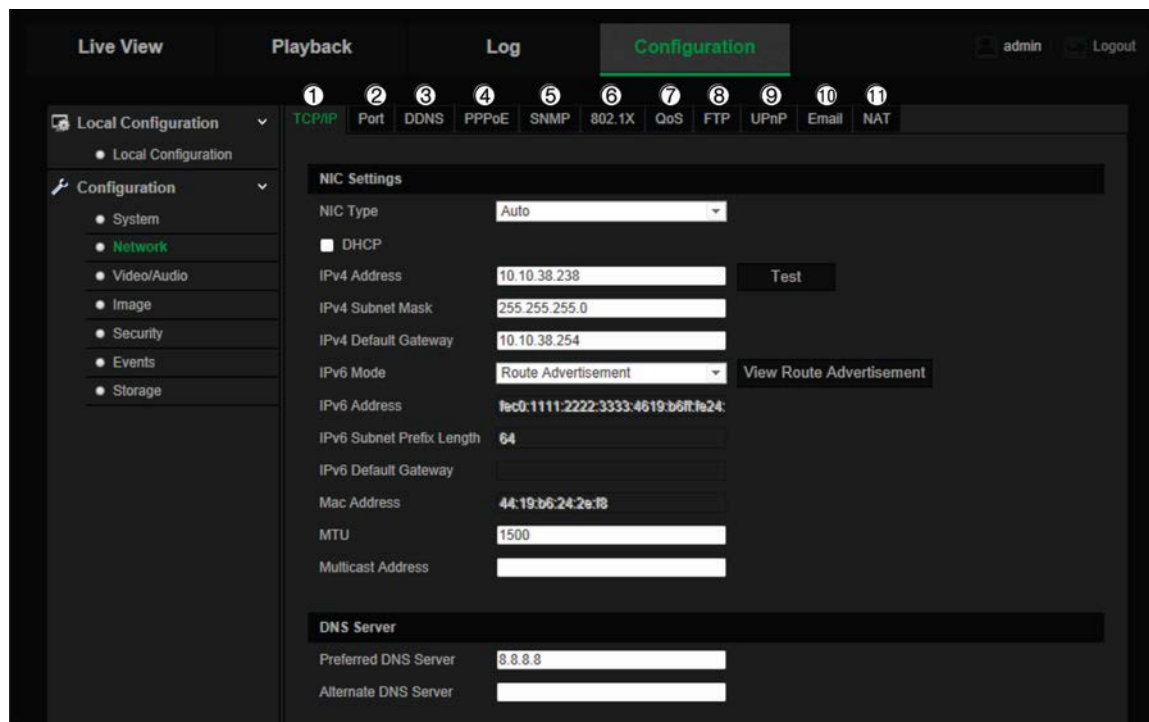 Live View Playback Log Configuration admin Logout
① ② ③ ④ ⑤ ⑥ ⑦ ⑧ ⑨ ⑩ ⑪
TCP/IP Port DDNS PPPoE SNMP 802.1X QoS FTP UPnP Email NAT
Local Configuration
Local Configuration
Configuration
System
Network
Video/Audio
Image
Security
Events
Storage
NIC Settings
NIC Type Auto
DHCP
IPv4 Address 10.10.38.238 Test
IPv4 Subnet Mask 255.255.255.0
IPv4 Default Gateway 10.10.38.254
IPv6 Mode Route Advertisement View Route Advertisement
IPv6 Address fec0:1111:2222:3333:4619:b6ff:fe24:
IPv6 Subnet Prefix Length 64
IPv6 Default Gateway
Mac Address 44:19:b6:24:2e:f8
MTU 1500
Multicast Address
DNS Server
Preferred DNS Server 8.8.8.8
Alternate DNS Server